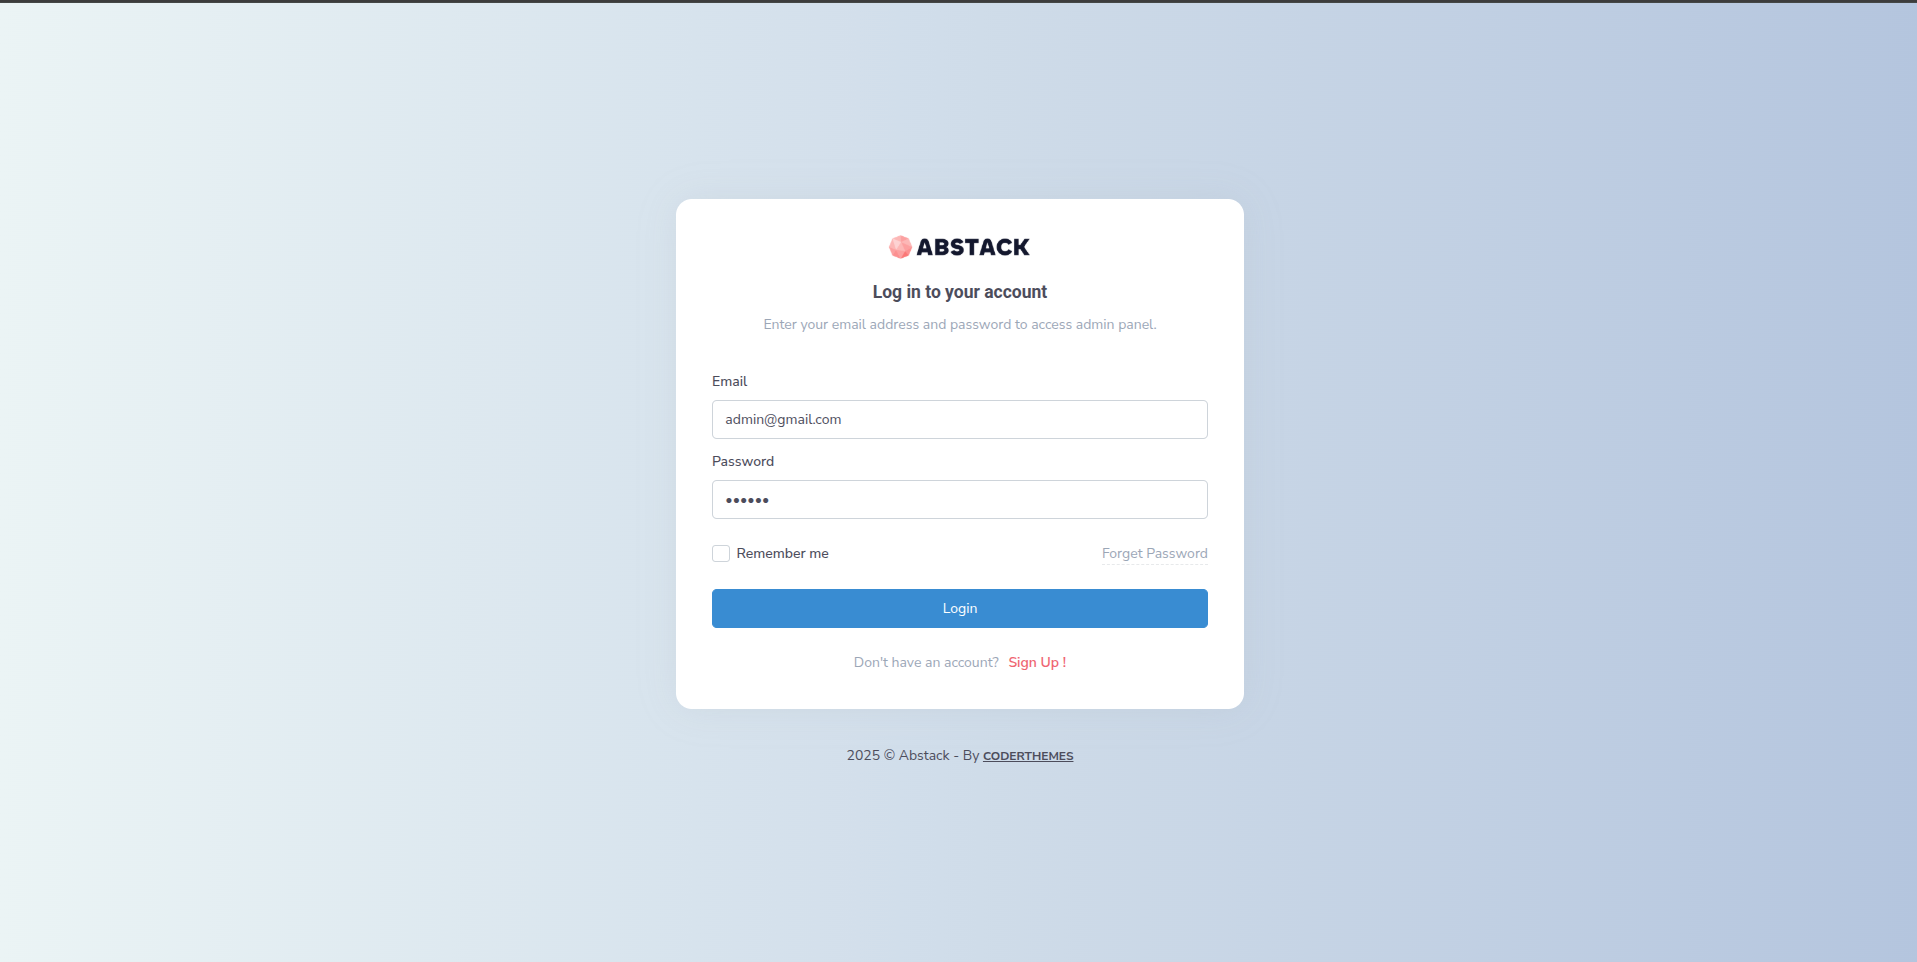 ABSTACK
Log in to your account
Enter your email address and password to access admin panel.
Email
admin@gmail.com
Password
••••••
Remember me
Forget Password
Login
Don't have an account? Sign Up !
2025 © Abstack - By CODERTHEMES